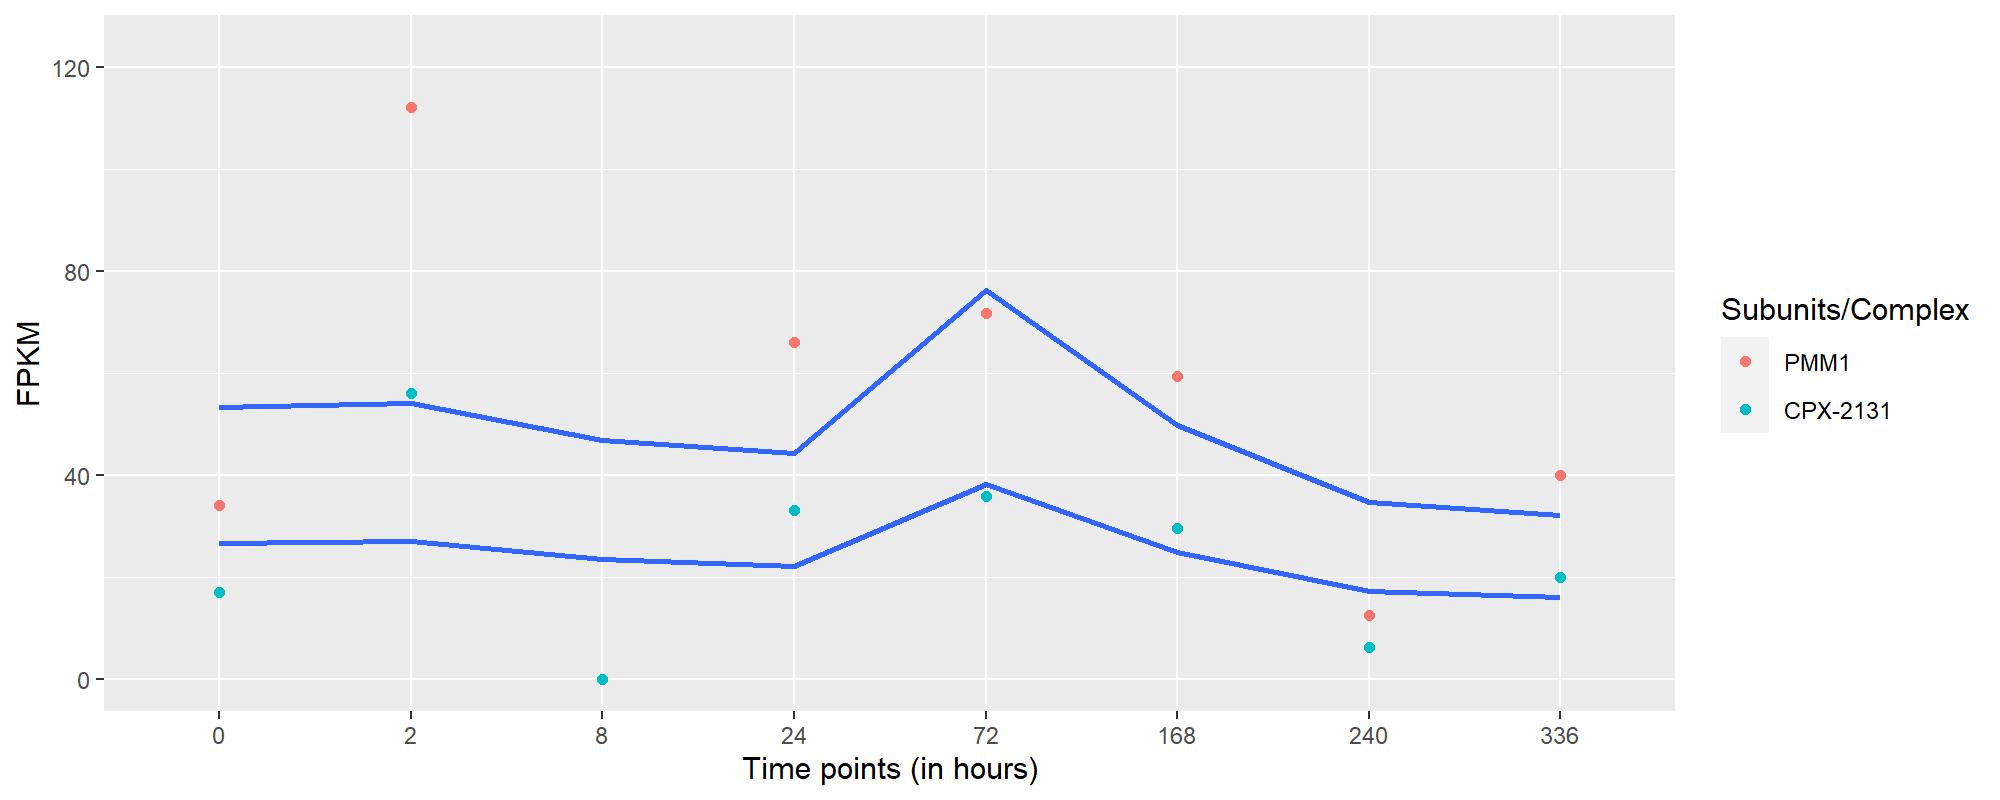 FPKM
120
80
40
0
0 2 8 24 72 168 240 336
Time points (in hours)
Subunits/Complex
PMM1
CPX-2131